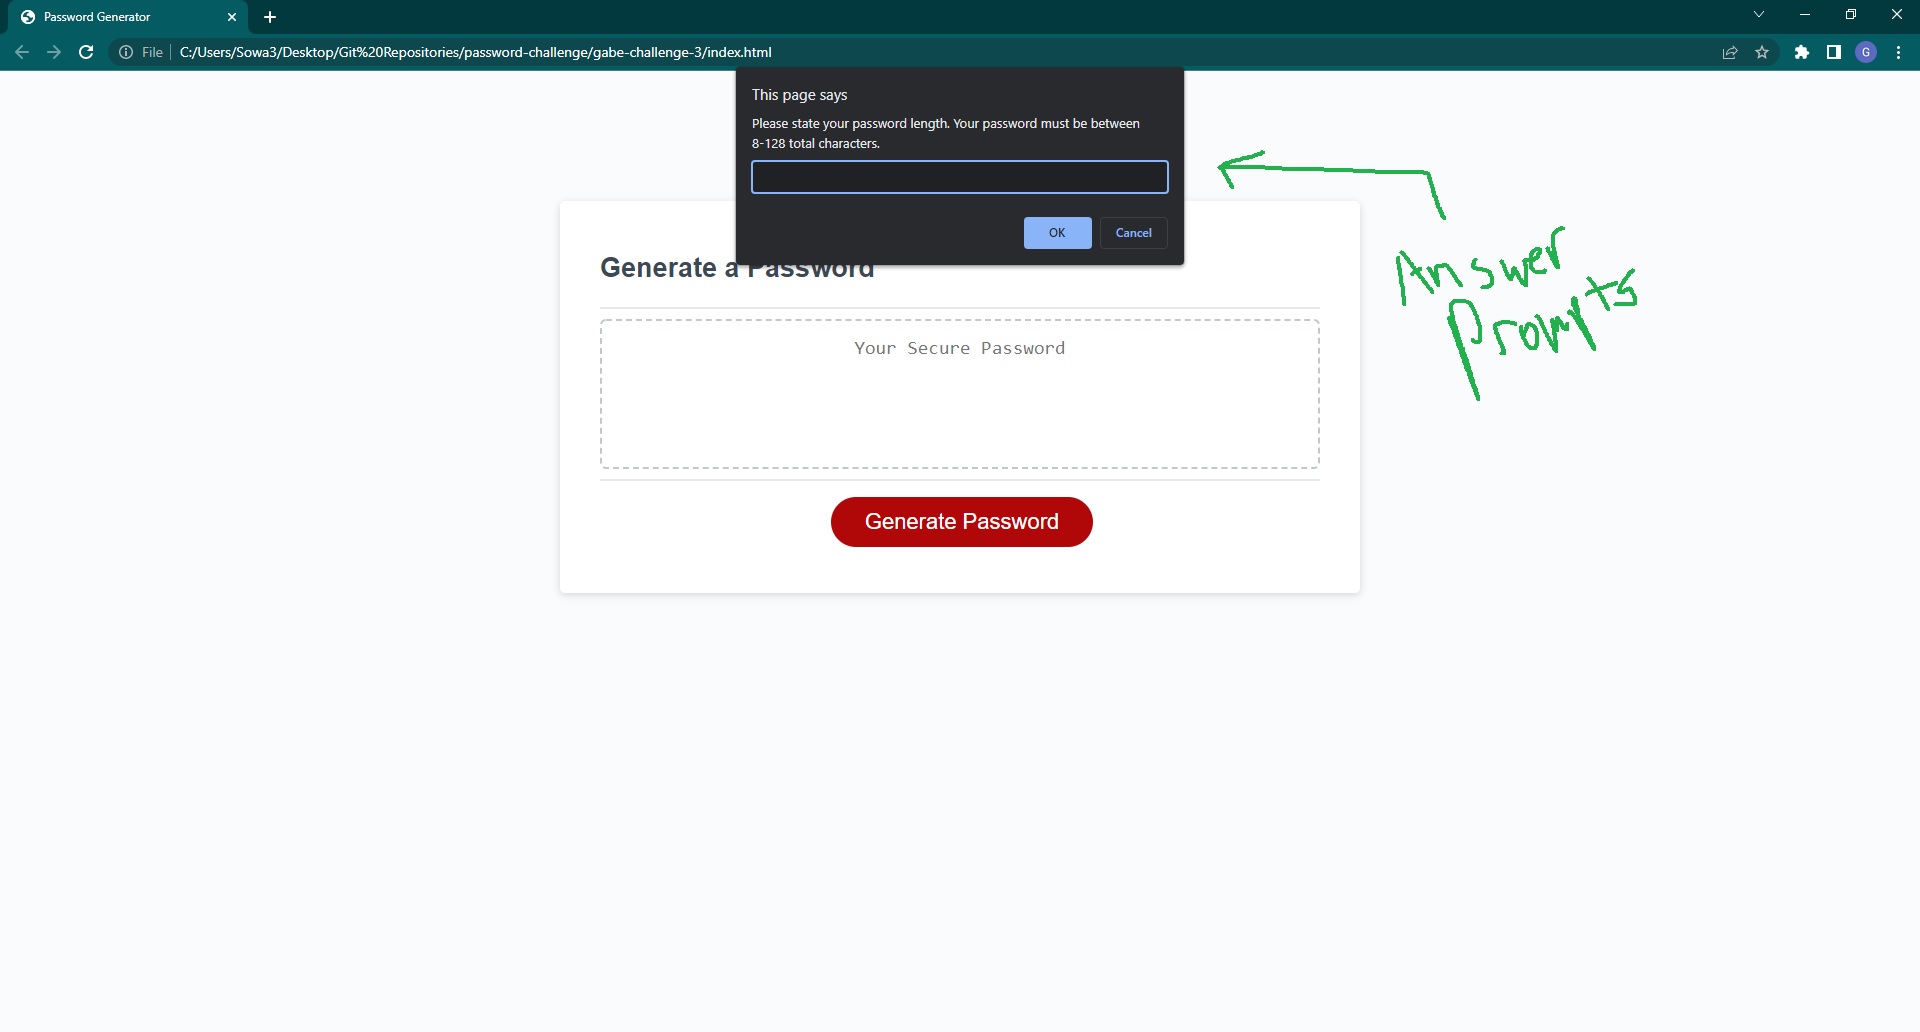 Password Generator
File
C:/Users/Sowa3/Desktop/Git%20Repositories/password-challenge/gabe-challenge-3/index.html
G
This page says
Please state your password length. Your password must be between
8-128 total characters.
OK
Cancel
Answer
Prompts
Generate a Password
Your Secure Password
Generate Password